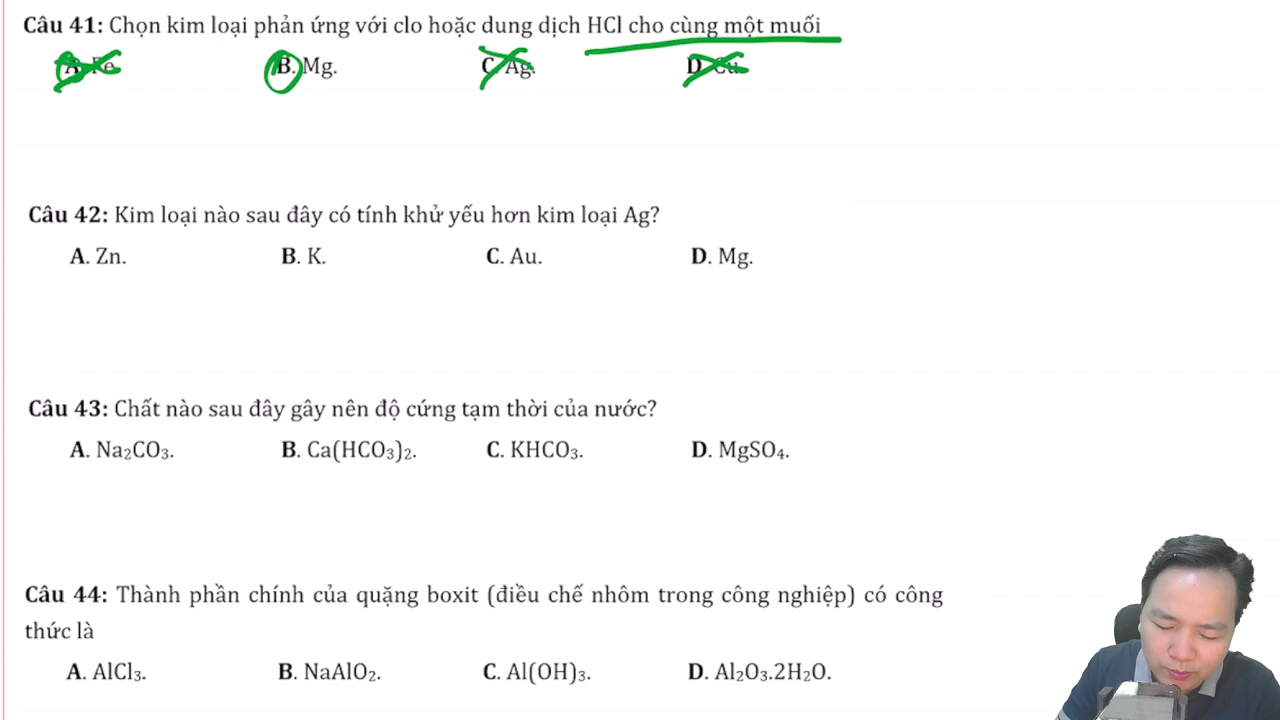 Câu 41: Chọn kim loại phản ứng với clo hoặc dung dịch HCl cho cùng một muối
A. Fe B. Mg. C. Ag. D. Cu.
Câu 42: Kim loại nào sau đây có tính khử yếu hơn kim loại Ag?
A. Zn. B. K. C. Au. D. Mg.
Câu 43: Chất nào sau đây gây nên độ cứng tạm thời của nước?
A. Na₂CO₃. B. Ca(HCO₃)₂. C. KHCO₃. D. MgSO₄.
Câu 44: Thành phần chính của quặng boxit (điều chế nhôm trong công nghiệp) có công
thức là
A. AlCl₃. B. NaAlO₂. C. Al(OH)₃. D. Al₂O₃.2H₂O.